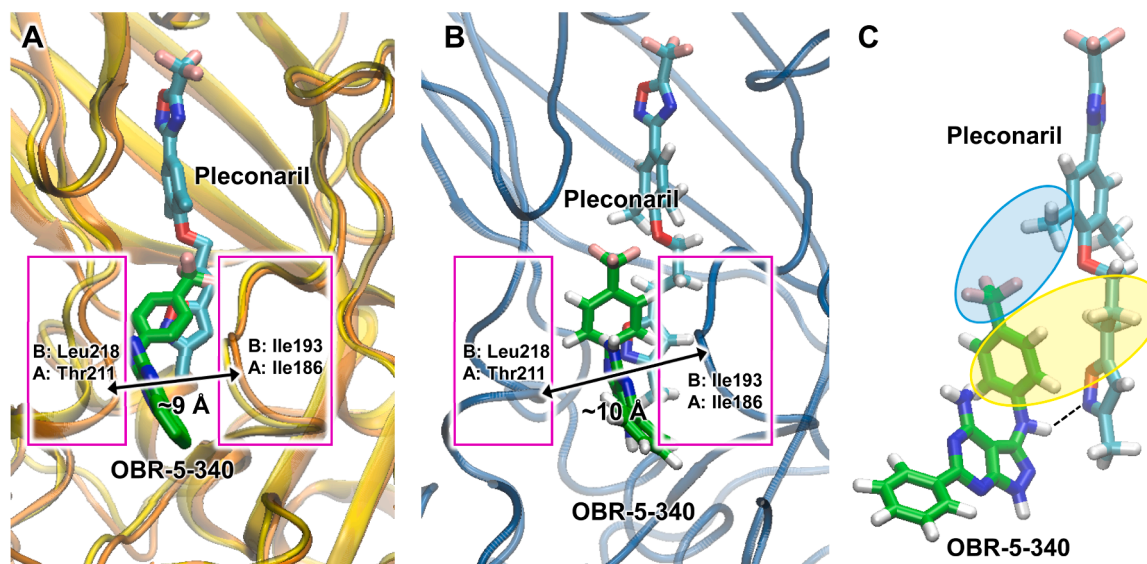 A
Pleconaril
B: Leu218
A: Thr211
B: Ile193
A: Ile186
~9 Å
OBR-5-340
B
Pleconaril
B: Leu218
A: Thr211
B: Ile193
A: Ile186
~10 Å
OBR-5-340
C
Pleconaril
OBR-5-340